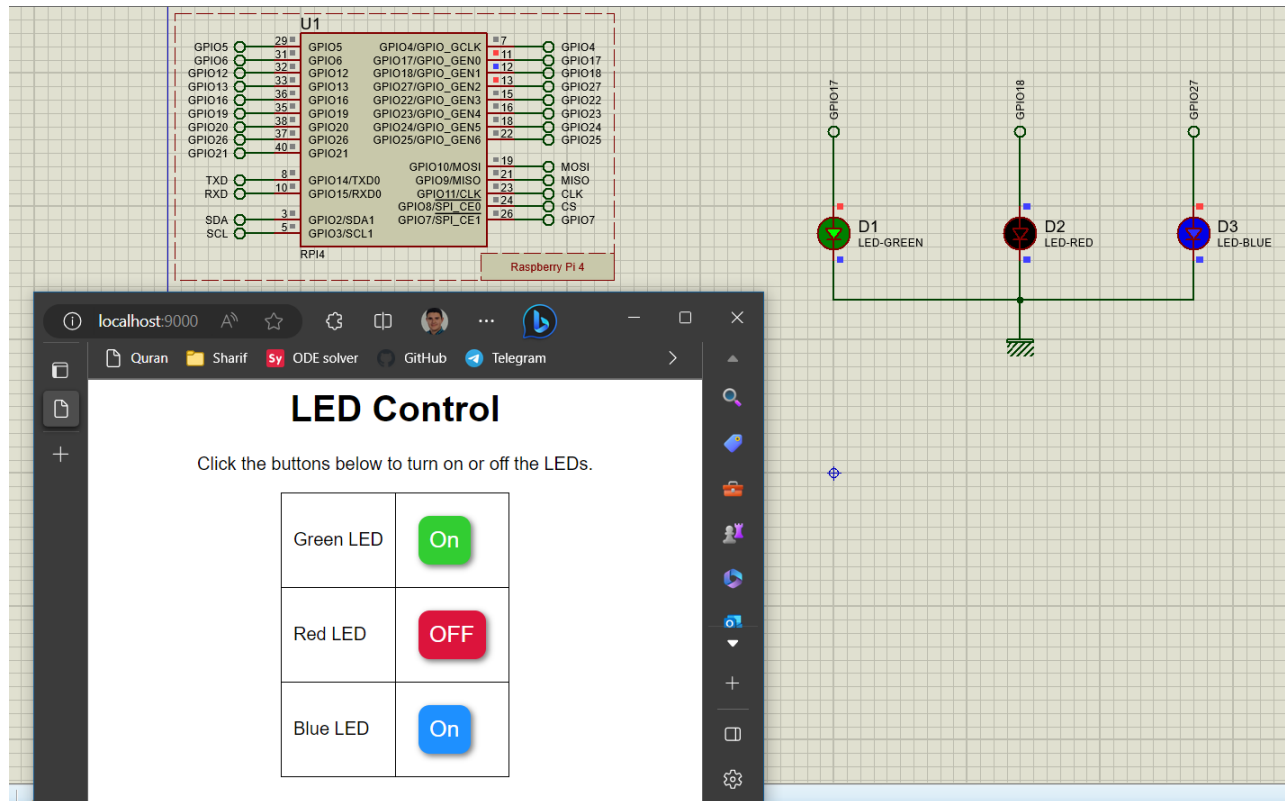 U1
GPIO5 29 GPIO5 GPIO4/GPIO_GCLK 7 GPIO4
GPIO6 31 GPIO6 GPIO17/GPIO_GEN0 11 GPIO17
GPIO12 32 GPIO12 GPIO18/GPIO_GEN1 12 GPIO18
GPIO13 33 GPIO13 GPIO27/GPIO_GEN2 13 GPIO27
GPIO16 36 GPIO16 GPIO22/GPIO_GEN3 15 GPIO22
GPIO19 35 GPIO19 GPIO23/GPIO_GEN4 16 GPIO23
GPIO20 38 GPIO20 GPIO24/GPIO_GEN5 18 GPIO24
GPIO26 37 GPIO26 GPIO25/GPIO_GEN6 22 GPIO25
GPIO21 40 GPIO21
GPIO10/MOSI 19 MOSI
TXD 8 GPIO14/TXD0 GPIO9/MISO 21 MISO
RXD 10 GPIO15/RXD0 GPIO11/CLK 23 CLK
GPIO8/SPI_CE0 24 CS
SDA 3 GPIO2/SDA1 GPIO7/SPI_CE1 26 GPIO7
SCL 5 GPIO3/SCL1
RPI4
Raspberry Pi 4
GPIO17 GPIO18 GPIO27
D1 D2 D3
LED-GREEN LED-RED LED-BLUE
localhost:9000
Quran Sharif Sy ODE solver GitHub Telegram
LED Control
Click the buttons below to turn on or off the LEDs.
Green LED On
Red LED OFF
Blue LED On